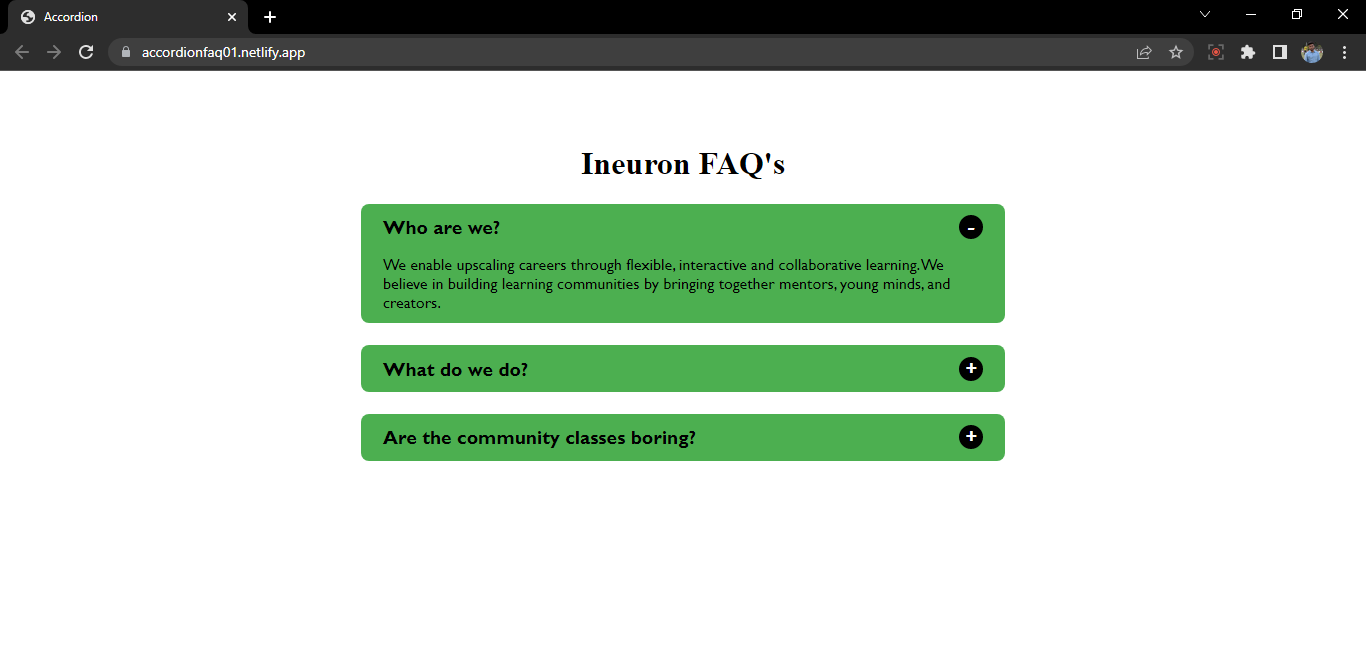 Accordion
accordionfaq01.netlify.app
Ineuron FAQ's
Who are we?
-
We enable upscaling careers through flexible, interactive and collaborative learning. We
believe in building learning communities by bringing together mentors, young minds, and
creators.
What do we do?
+
Are the community classes boring?
+